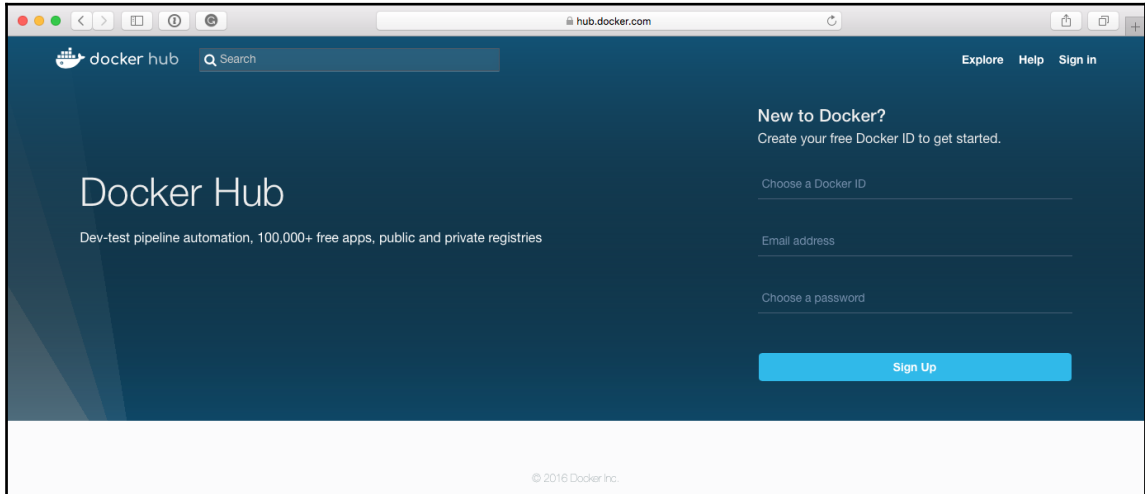 hub.docker.com
docker hub
Search
Explore Help Sign in
New to Docker?
Create your free Docker ID to get started.
Choose a Docker ID
Docker Hub
Dev-test pipeline automation, 100,000+ free apps, public and private registries
Email address
Choose a password
Sign Up
© 2016 Docker Inc.